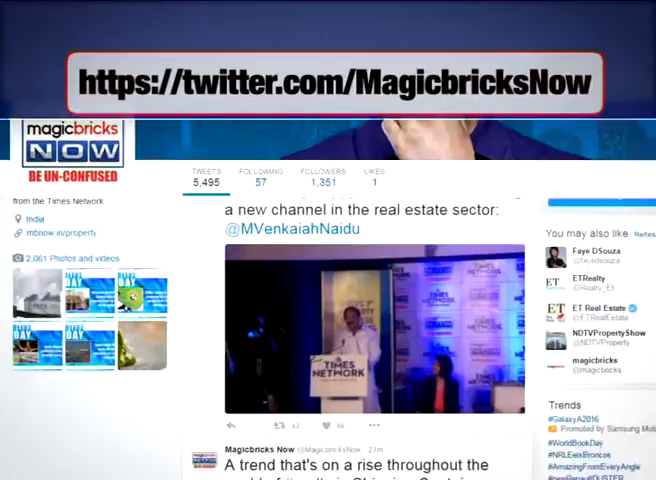 https://twitter.com/MagicbricksNow
magicbricks
NOW
BE UN-CONFUSED
TWEETS
FOLLOWING
FOLLOWERS
LIKES
5,495
57
1,351
1
from the Times Network
India
mbnow.in/property
2,061 Photos and videos
a new channel in the real estate sector:
@MVenkaiahNaidu
TIMES
NETWORK
Magicbricks Now @MagicbricksNow
A trend that's on a rise throughout the
You may also like
Faye DSouza
@fayedsouza
ETRealty
@Realty_Et
ET Real Estate
@ETRealEstate
NDTVPropertyShow
@NDTVProperty
magicbricks
@magicbricks
Trends
#GalaxyA2016
Promoted by Samsung Mob
#WorldBookDay
#NRLEelsBroncos
#AmazingFromEveryAngle